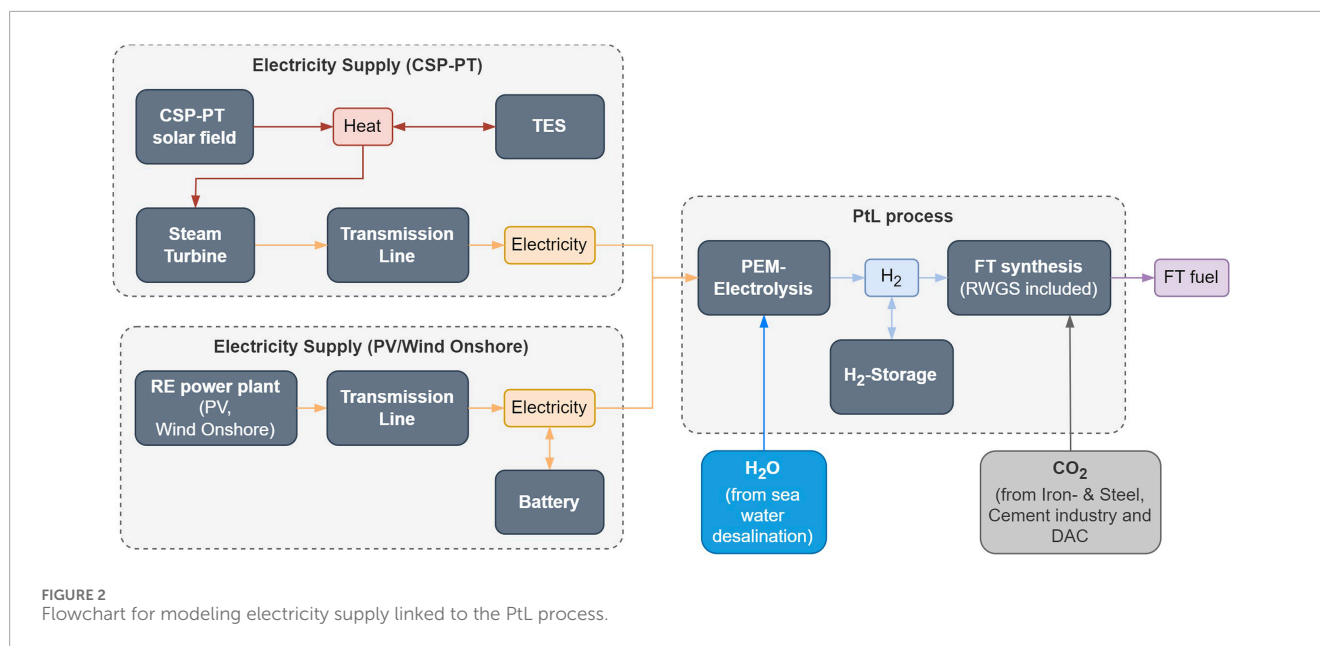 Electricity Supply (CSP-PT)
CSP-PT
solar field
Heat
TES
Steam
Turbine
Transmission
Line
Electricity
Electricity Supply (PV/Wind Onshore)
RE power plant
(PV,
Wind Onshore)
Transmission
Line
Electricity
Battery
PtL process
PEM-
Electrolysis
H₂
FT synthesis
(RWGS included)
FT fuel
H₂-Storage
H₂O
(from sea
water
desalination)
CO₂
(from Iron- & Steel,
Cement industry and
DAC
FIGURE 2
Flowchart for modeling electricity supply linked to the PtL process.